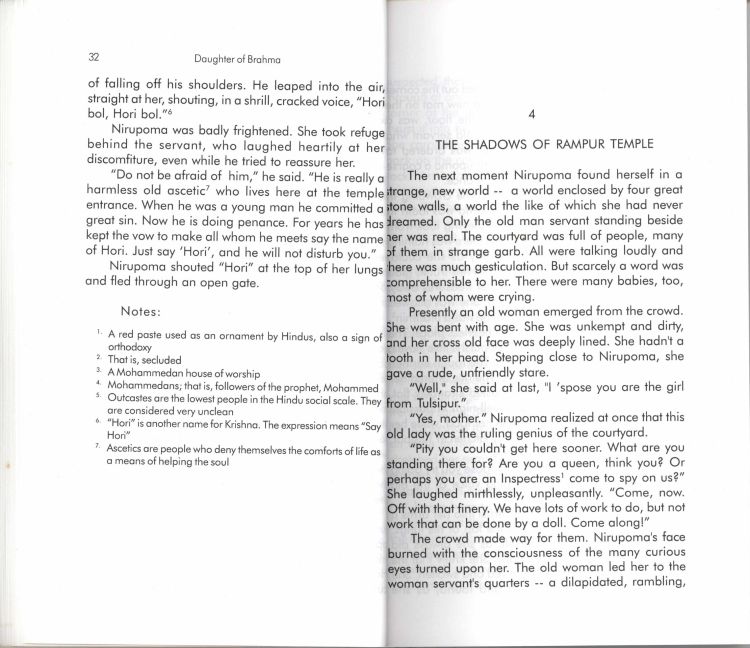 32
Daughter of Brahma
of falling off his shoulders. He leaped into the air,
straight at her, shouting, in a shrill, cracked voice, "Hori
bol, Hori bol."⁶
Nirupoma was badly frightened. She took refuge
behind the servant, who laughed heartily at her
discomfiture, even while he tried to reassure her.
"Do not be afraid of him," he said. "He is really a
harmless old ascetic⁷ who lives here at the temple
entrance. When he was a young man he committed a
great sin. Now he is doing penance. For years he has
kept the vow to make all whom he meets say the name
of Hori. Just say 'Hori', and he will not disturb you."
Nirupoma shouted "Hori" at the top of her lungs
and fled through an open gate.
Notes:
1. A red paste used as an ornament by Hindus, also a sign of
orthodoxy
2. That is, secluded
3. A Mohammedan house of worship
4. Mohammedans; that is, followers of the prophet, Mohammed
5. Outcastes are the lowest people in the Hindu social scale. They
are considered very unclean
6. "Hori" is another name for Krishna. The expression means "Say
Hori"
7. Ascetics are people who deny themselves the comforts of life as
a means of helping the soul
4
THE SHADOWS OF RAMPUR TEMPLE
The next moment Nirupoma found herself in a
strange, new world -- a world enclosed by four great
stone walls, a world the like of which she had never
dreamed. Only the old man servant standing beside
her was real. The courtyard was full of people, many
of them in strange garb. All were talking loudly and
there was much gesticulation. But scarcely a word was
comprehensible to her. There were many babies, too,
most of whom were crying.
Presently an old woman emerged from the crowd.
She was bent with age. She was unkempt and dirty,
and her cross old face was deeply lined. She hadn't a
tooth in her head. Stepping close to Nirupoma, she
gave a rude, unfriendly stare.
"Well," she said at last, "I 'spose you are the girl
from Tulsipur."
"Yes, mother." Nirupoma realized at once that this
old lady was the ruling genius of the courtyard.
"Pity you couldn't get here sooner. What are you
standing there for? Are you a queen, think you? Or
perhaps you are an Inspectress¹ come to spy on us?"
She laughed mirthlessly, unpleasantly. "Come, now.
Off with that finery. We have lots of work to do, but not
work that can be done by a doll. Come along!"
The crowd made way for them. Nirupoma's face
burned with the consciousness of the many curious
eyes turned upon her. The old woman led her to the
woman servant's quarters -- a dilapidated, rambling,